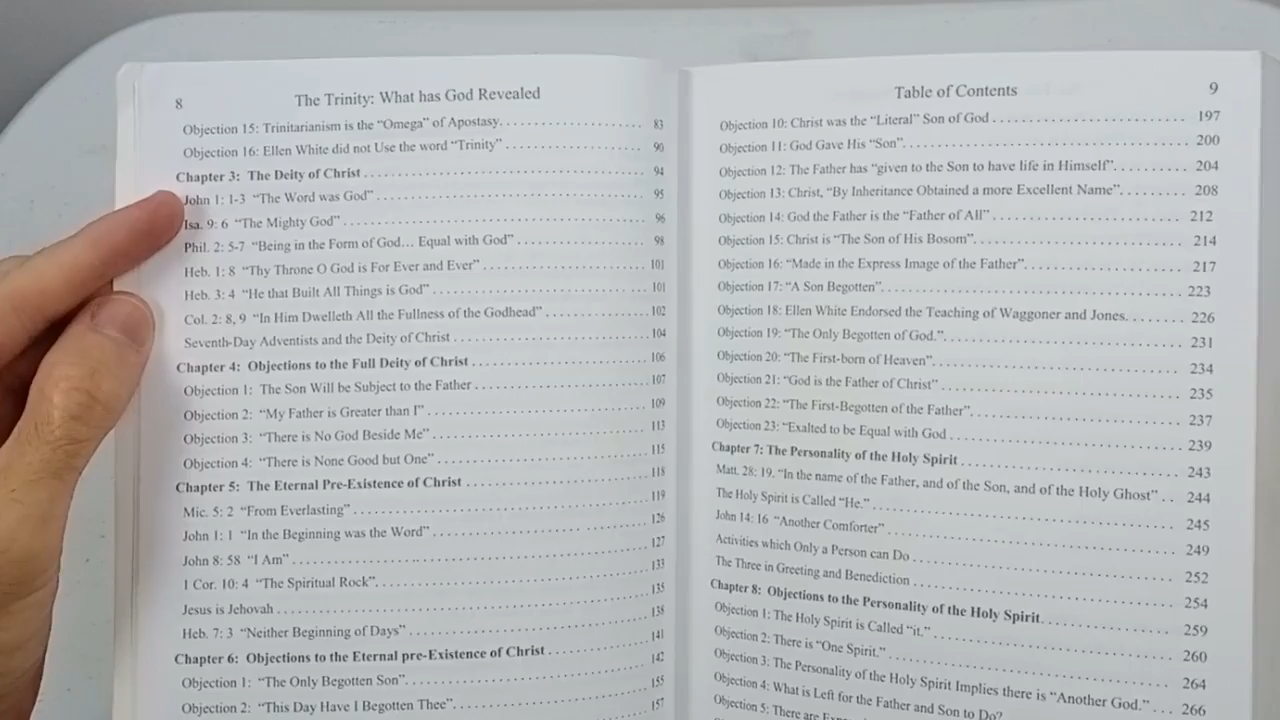 8 The Trinity: What has God Revealed
Objection 15: Trinitarianism is the “Omega” of Apostasy. 83
Objection 16: Ellen White did not Use the word “Trinity” 90
Chapter 3: The Deity of Christ 94
John 1: 1-3 “The Word was God” 95
Isa. 9: 6 “The Mighty God” 96
Phil. 2: 5-7 “Being in the Form of God… Equal with God” 98
Heb. 1: 8 “Thy Throne O God is For Ever and Ever” 101
Heb. 3: 4 “He that Built All Things is God” 101
Col. 2: 8, 9 “In Him Dwelleth All the Fullness of the Godhead” 102
Seventh-Day Adventists and the Deity of Christ 104
Chapter 4: Objections to the Full Deity of Christ 106
Objection 1: The Son Will be Subject to the Father 107
Objection 2: “My Father is Greater than I” 109
Objection 3: “There is No God Beside Me” 113
Objection 4: “There is None Good but One” 115
Chapter 5: The Eternal Pre-Existence of Christ 118
Mic. 5: 2 “From Everlasting” 119
John 1: 1 “In the Beginning was the Word” 126
John 8: 58 “I Am” 127
1 Cor. 10: 4 “The Spiritual Rock”. 133
Jesus is Jehovah 135
Heb. 7: 3 “Neither Beginning of Days” 138
Chapter 6: Objections to the Eternal pre-Existence of Christ 141
Objection 1: “The Only Begotten Son”. 142
Objection 2: “This Day Have I Begotten Thee”. 155
157
Table of Contents 9
Objection 10: Christ was the “Literal” Son of God 197
Objection 11: God Gave His “Son”. 200
Objection 12: The Father has “given to the Son to have life in Himself”. 204
Objection 13: Christ, “By Inheritance Obtained a more Excellent Name”. 208
Objection 14: God the Father is the “Father of All” 212
Objection 15: Christ is “The Son of His Bosom”. 214
Objection 16: “Made in the Express Image of the Father”. 217
Objection 17: “A Son Begotten”. 223
Objection 18: Ellen White Endorsed the Teaching of Waggoner and Jones. 226
Objection 19: “The Only Begotten of God.”. 231
Objection 20: “The First-born of Heaven”. 234
Objection 21: “God is the Father of Christ” 235
Objection 22: “The First-Begotten of the Father”. 237
Objection 23: “Exalted to be Equal with God 239
Chapter 7: The Personality of the Holy Spirit 243
Matt. 28: 19, “In the name of the Father, and of the Son, and of the Holy Ghost” 244
The Holy Spirit is Called “He.” 245
John 14: 16 “Another Comforter” 249
Activities which Only a Person can Do 252
The Three in Greeting and Benediction 254
Chapter 8: Objections to the Personality of the Holy Spirit. 259
Objection 1: The Holy Spirit is Called “it.” 260
Objection 2: There is “One Spirit.” 264
Objection 3: The Personality of the Holy Spirit Implies there is “Another God.” 266
Objection 4: What is Left for the Father and Son to Do?
Objection 5: There are